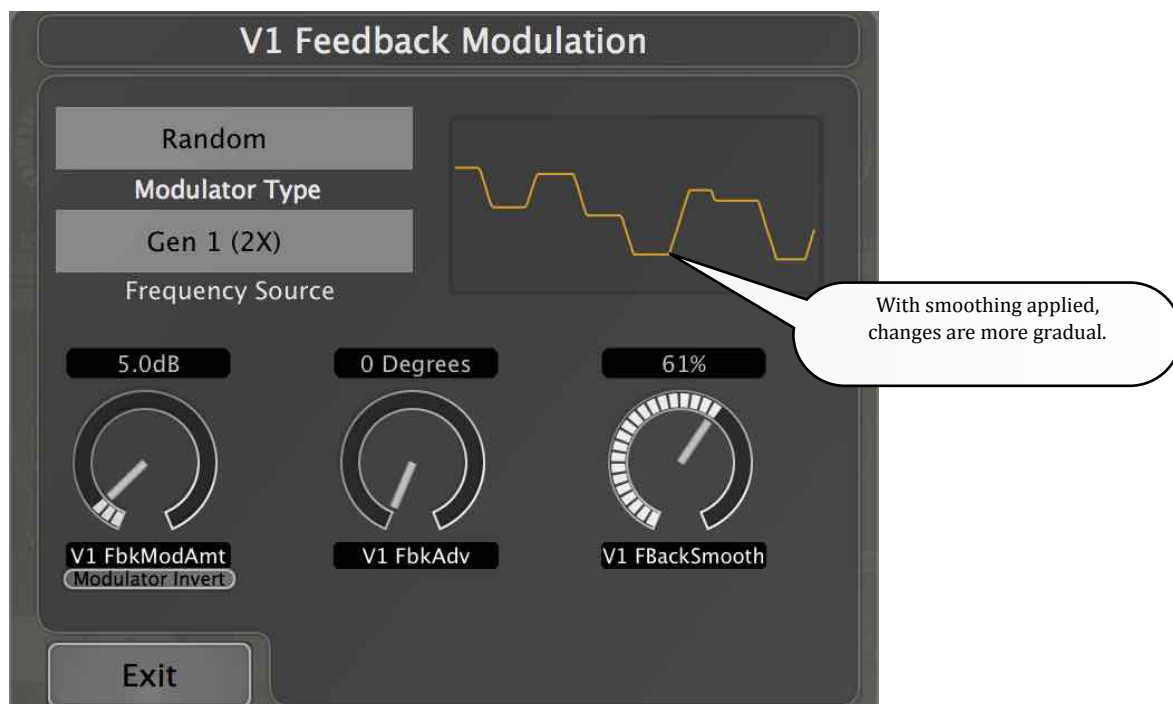 V1 Feedback Modulation
Random
Modulator Type
Gen 1 (2X)
Frequency Source
With smoothing applied,
changes are more gradual.
5.0dB
0 Degrees
61%
V1 FbkModAmt
V1 FbkAdv
V1 FBackSmooth
Modulator Invert
Exit